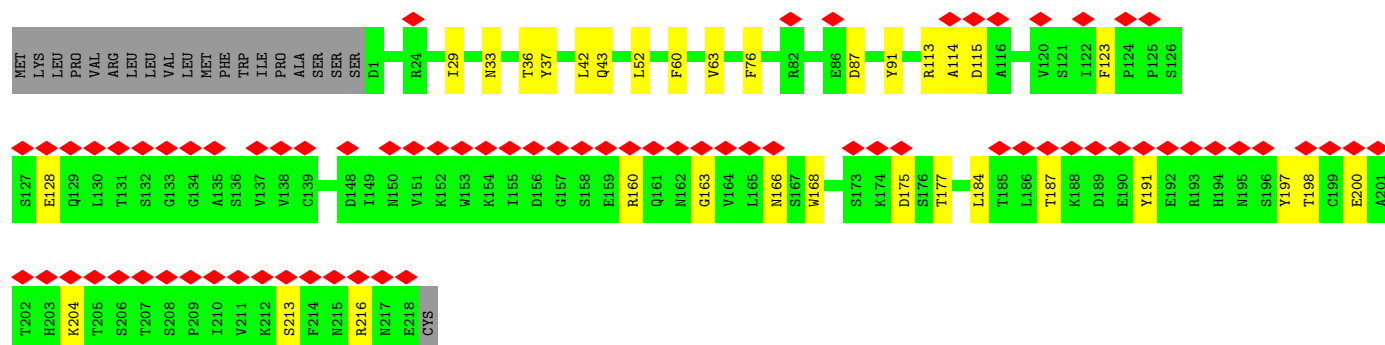 MET LYS LEU PRO VAL ARG LEU LEU VAL LEU MET PHE TRP ILE PRO ALA SER SER SER D1 R24 I29 N33 T36 Y37 L42 Q43 L52 F60 V63 F76 R82 E86 D87 Y91 R113 A114 D115 A116 V120 S121 I122 F123 P124 P125 S126
S127 E128 Q129 L130 T131 S132 G133 G134 A135 S136 V137 V138 C139 D148 I149 N150 V151 K152 W153 K154 I155 D156 G157 S158 E159 R160 Q161 N162 G163 V164 L165 N166 S167 W168 S173 K174 D175 S176 T177 L184 T185 L186 T187 K188 D189 E190 Y191 E192 R193 H194 N195 S196 Y197 T198 C199 E200 A201
T202 H203 K204 T205 S206 T207 S208 P209 I210 V211 K212 S213 F214 N215 R216 N217 E218 CYS